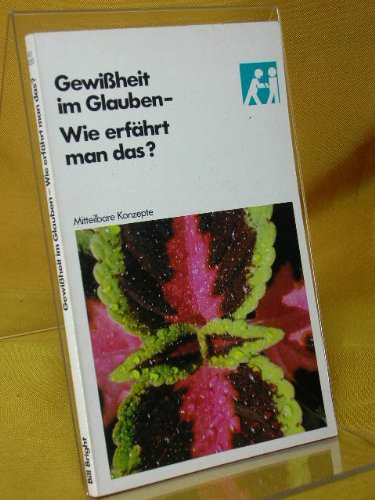 Gewißheit
im Glauben–
Wie erfährt
man das?
Mitteilbare Konzepte
Gewißheit im Glauben – Wie erfährt man das?
Bill Bright